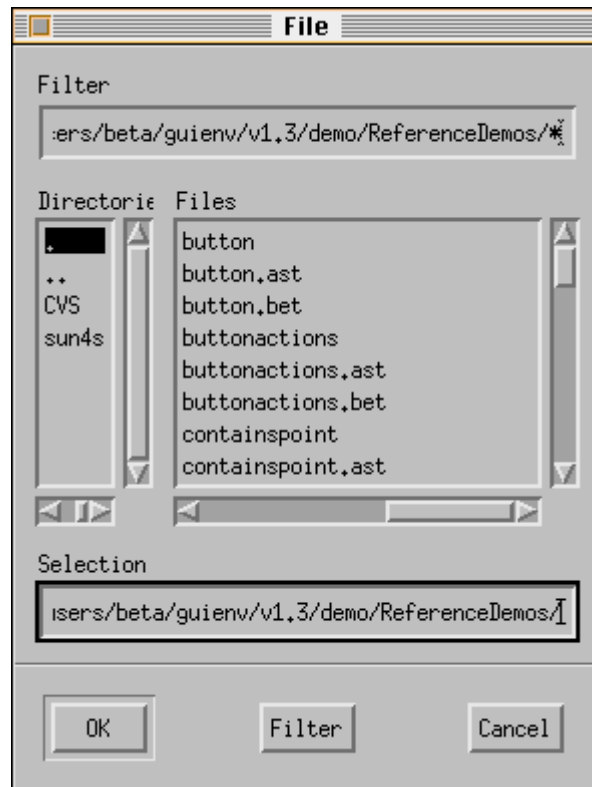 File
Filter
:ers/beta/guienv/v1.3/demo/ReferenceDemos/*
Directorie
Files
.
..
CVS
sun4s
button
button.ast
button.bet
buttonactions
buttonactions.ast
buttonactions.bet
containspoint
containspoint.ast
Selection
isers/beta/guienv/v1.3/demo/ReferenceDemos/
OK
Filter
Cancel